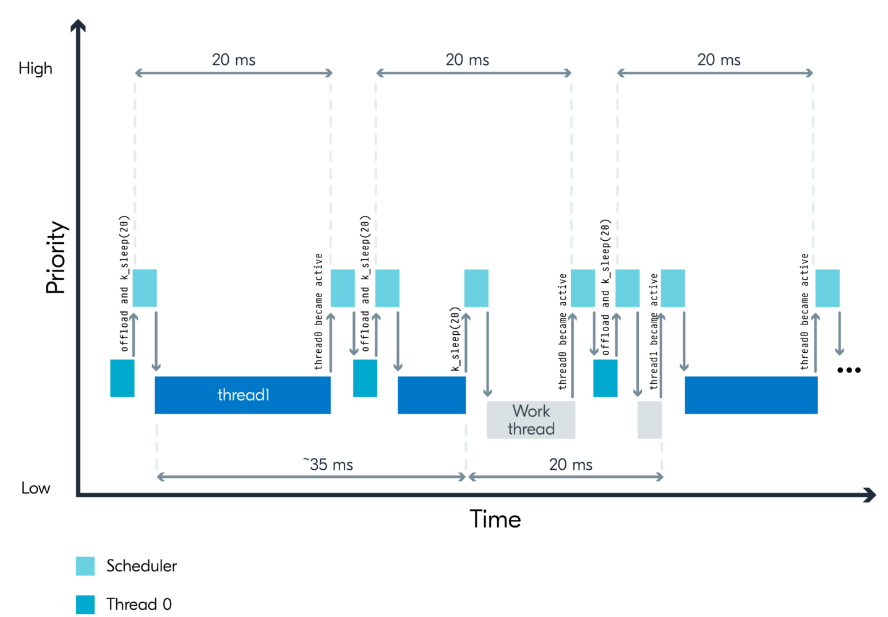 20 ms
20 ms
20 ms
High
Priority
offload and k_sleep(20)
thread0 became active
offload and k_sleep(20)
k_sleep(20)
thread0 became active
offload and k_sleep(20)
thread1 became active
thread0 became active
thread1
Work
thread
...
~35 ms
20 ms
Low
Time
Scheduler
Thread 0